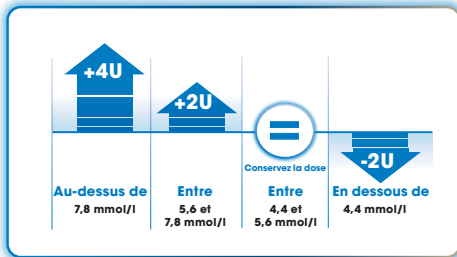 +4U
+2U
Conservez la dose
-2U
Au-dessus de
7,8 mmol/l
Entre
5,6 et
7,8 mmol/l
Entre
4,4 et
5,6 mmol/l
En dessous de
4,4 mmol/l